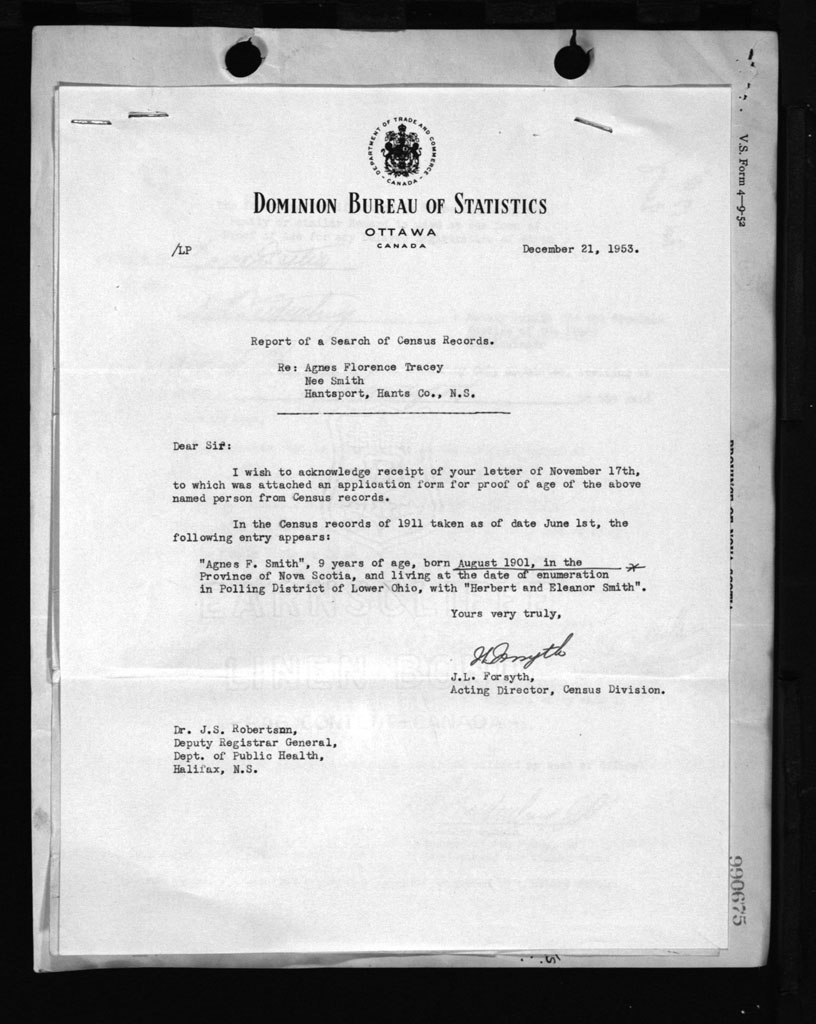 DEPARTMENT OF TRADE AND COMMERCE
CANADA
DOMINION BUREAU OF STATISTICS
OTTAWA
CANADA
/LP
December 21, 1953.
Report of a Search of Census Records.
Re: Agnes Florence Tracey
Nee Smith
Hantsport, Hants Co., N.S.
Dear Sir:
I wish to acknowledge receipt of your letter of November 17th,
to which was attached an application form for proof of age of the above
named person from Census records.
In the Census records of 1911 taken as of date June 1st, the
following entry appears:
"Agnes F. Smith", 9 years of age, born August 1901, in the
Province of Nova Scotia, and living at the date of enumeration
in Polling District of Lower Ohio, with "Herbert and Eleanor Smith".
Yours very truly,
J.L. Forsyth,
Acting Director, Census Division.
Dr. J.S. Robertson,
Deputy Registrar General,
Dept. of Public Health,
Halifax, N.S.
V.S. Form 4—9-52
990675